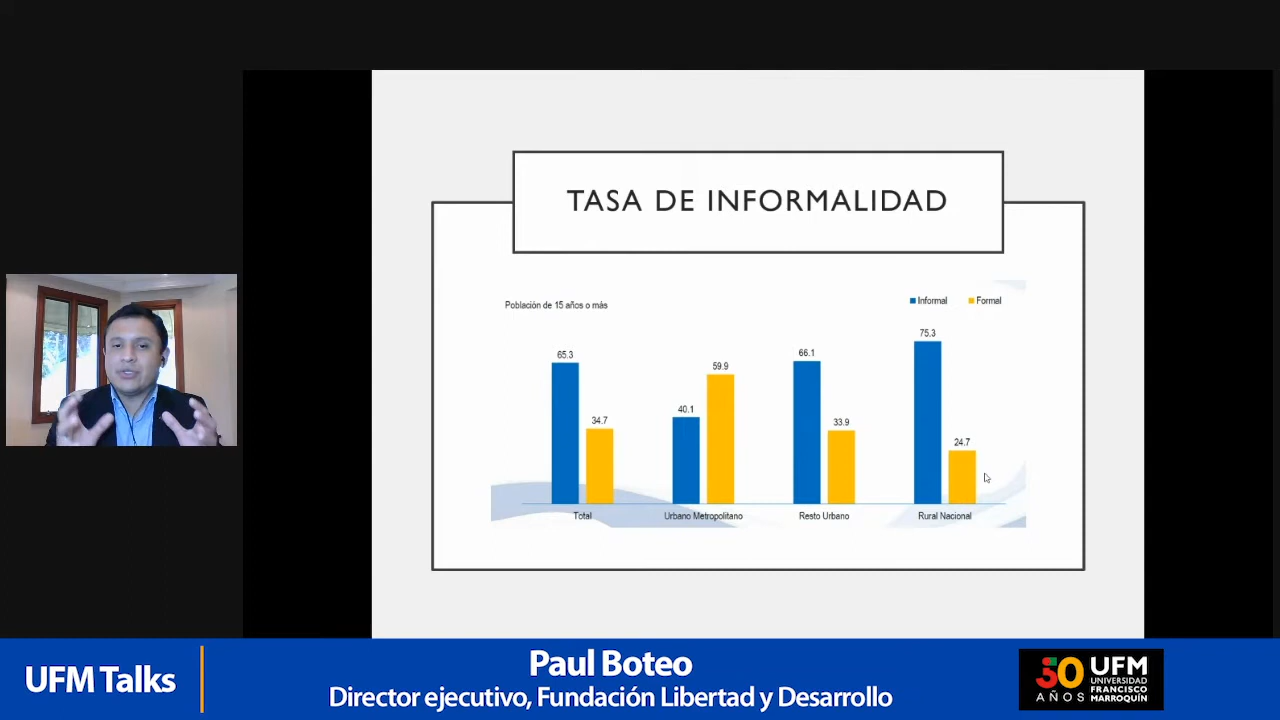 TASA DE INFORMALIDAD
Población de 15 años o más
Informal Formal
65.3
34.7
40.1
59.9
66.1
33.9
75.3
24.7
Total
Urbano Metropolitano
Resto Urbano
Rural Nacional
UFM Talks
Paul Boteo
Director ejecutivo, Fundación Libertad y Desarrollo
50
AÑOS
UFM
UNIVERSIDAD
FRANCISCO
MARROQUÍN